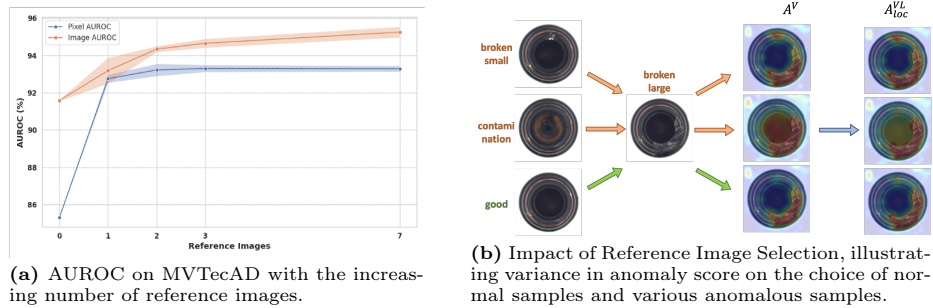 96
94
92
90
88
86
AUROC (%)
Pixel AUROC
Image AUROC
0
1
2
3
7
Reference Images
(a) AUROC on MVTecAD with the increas-
ing number of reference images.
A^V
A^{VL}_{loc}
broken
small
broken
large
contami
nation
good
(b) Impact of Reference Image Selection, illustrat-
ing variance in anomaly score on the choice of nor-
mal samples and various anomalous samples.